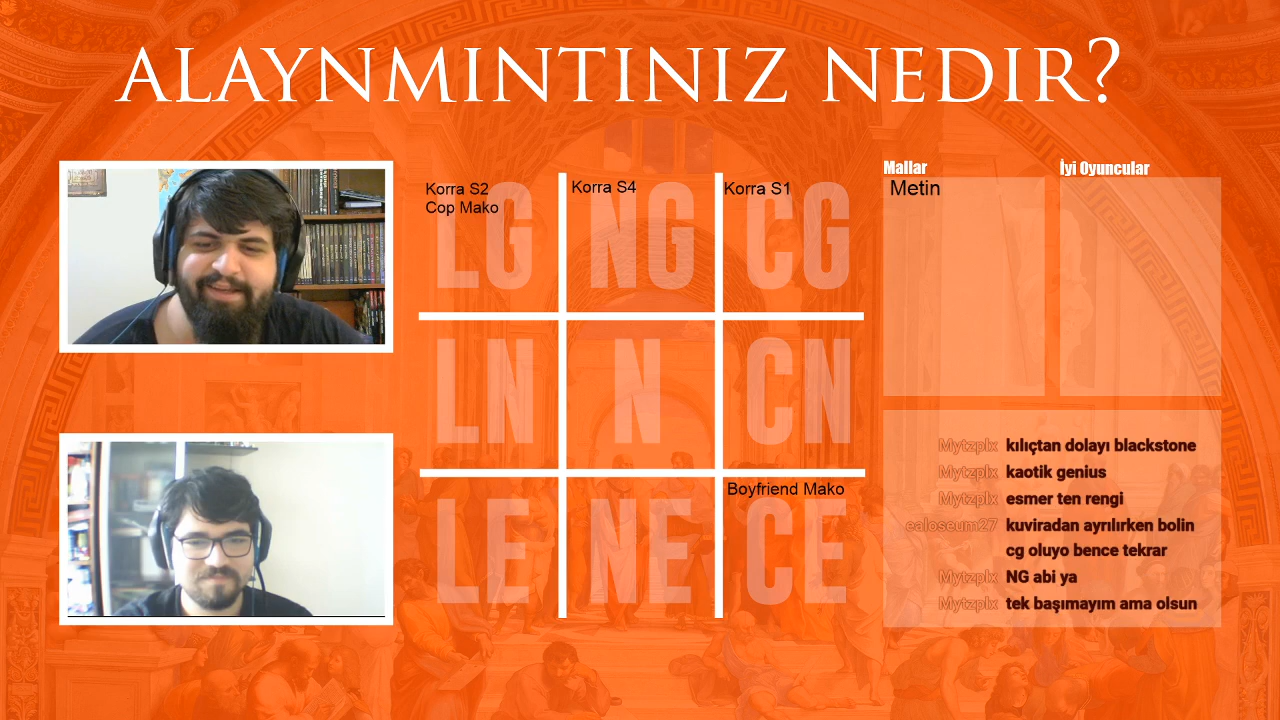 ALAYNMINTINIZ NEDIR?
Korra S2
Cop Mako
LG
Korra S4
NG
Korra S1
CG
LN
N
CN
LE
NE
Boyfriend Mako
CE
Mallar
Metin
İyi Oyuncular
Mytzplx kılıçtan dolayı blackstone
Mytzplx kaotik genius
Mytzplx esmer ten rengi
ealoseum27 kuviradan ayrılırken bolin
cg oluyo bence tekrar
Mytzplx NG abi ya
Mytzplx tek başımayım ama olsun